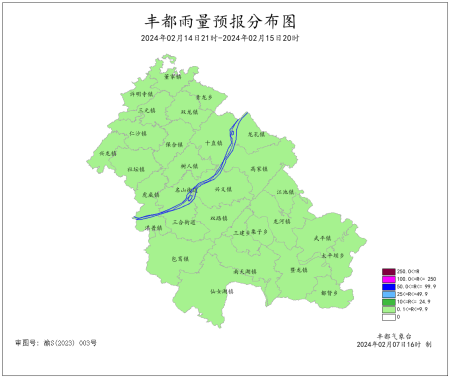 丰都雨量预报分布图
2024年02月14日21时-2024年02月15日20时
董家镇
许明寺镇
青龙乡
三元镇
双龙镇
仁沙镇
保合镇
十直镇
龙孔镇
兴龙镇
社坛镇
树人镇
高家镇
虎威镇
名山街道
兴义镇
江池镇
湛普镇
三合街道
双路镇
龙河镇
三建乡
栗子乡
武平镇
包鸾镇
太平坝乡
南天湖镇
暨龙镇
仙女湖镇
都督乡
250.0<=R
100.0<=R< 250
50.0<=R< 99.9
25<=R<=49.9
10<=R<= 24.9
0.1<=R<=9.9
0
审图号: 渝S(2023) 003号
丰都气象台
2024年02月07日16时 制